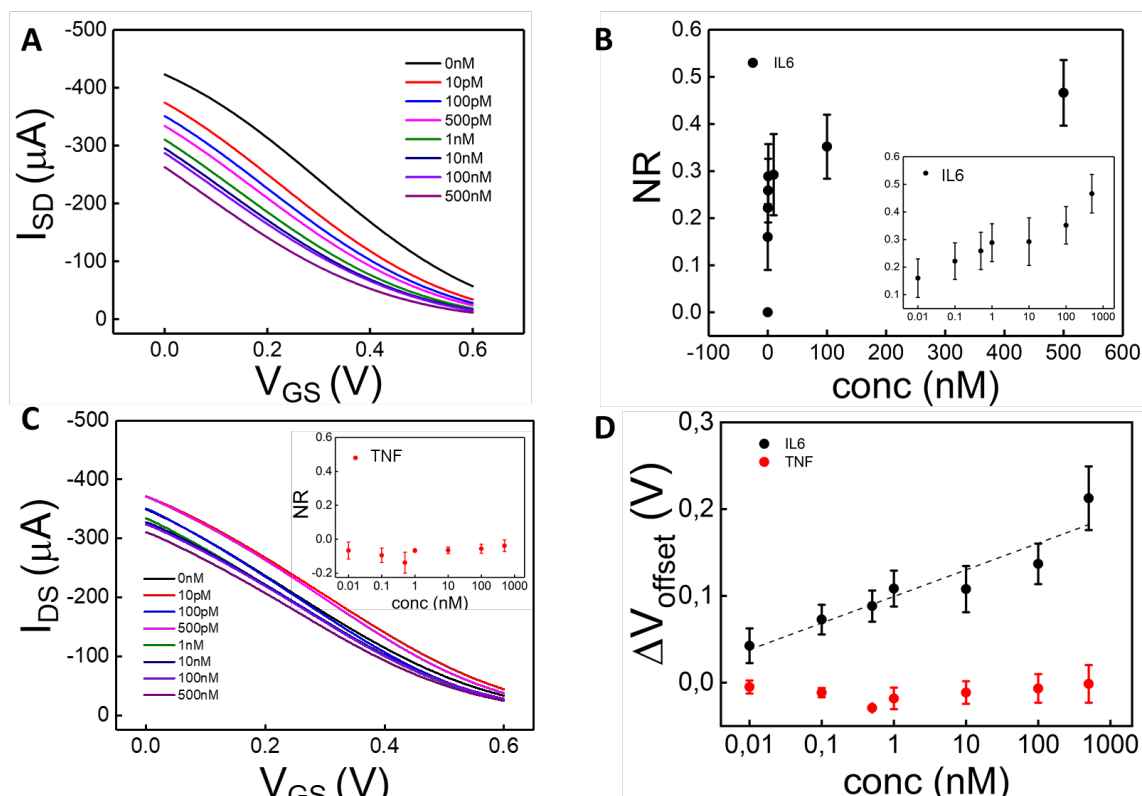 A
-500
-400
-300
-200
-100
0
I_SD (μA)
0nM
10pM
100pM
500pM
1nM
10nM
100nM
500nM
0.0 0.2 0.4 0.6
V_GS (V)
B
0.6
0.5
0.4
0.3
0.2
0.1
0.0
NR
IL6
0.6
0.5
0.4
0.3
0.2
0.1
IL6
0.01 0.1 1 10 100 1000
-100 0 100 200 300 400 500 600
conc (nM)
C
-500
-400
-300
-200
-100
0
I_DS (μA)
0.6
0.4
0.2
0.0
-0.2
NR
TNF
0.01 0.1 1 10 100 1000
conc (nM)
0nM
10pM
100pM
500pM
1nM
10nM
100nM
500nM
0.0 0.2 0.4 0.6
V_GS (V)
D
0,3
0,2
0,1
0,0
ΔV_offset (V)
IL6
TNF
0,01 0,1 1 10 100 1000
conc (nM)